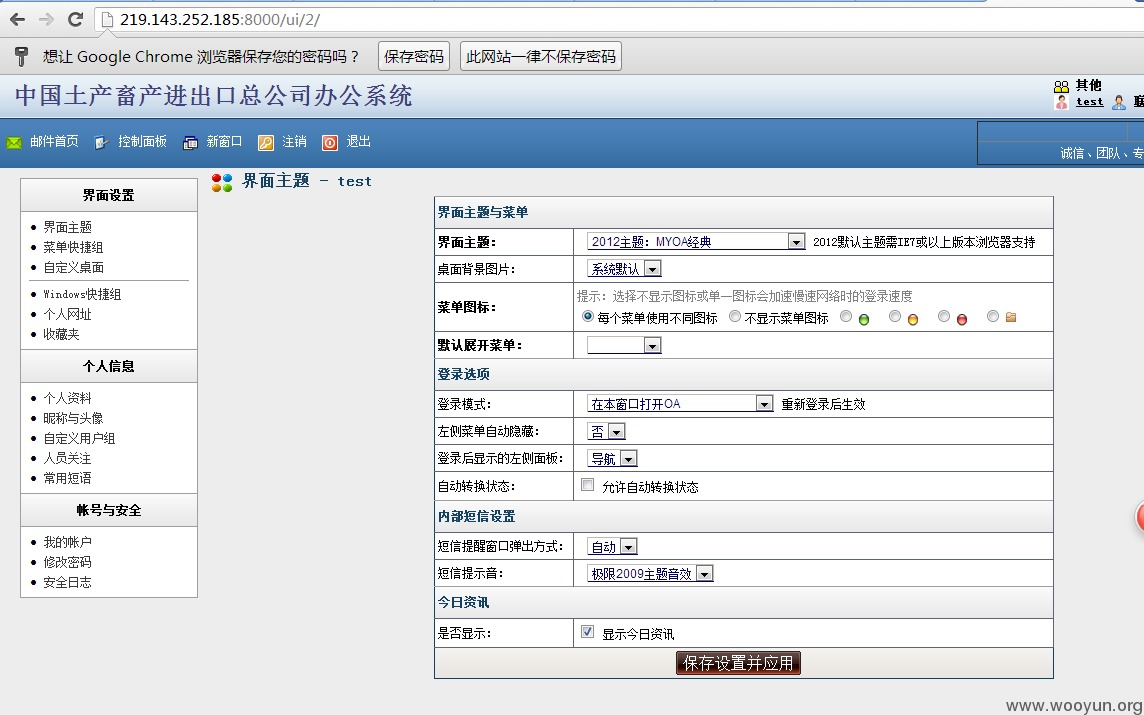 219.143.252.185:8000/ui/2/
想让 Google Chrome 浏览器保存您的密码吗？ 保存密码 此网站一律不保存密码
中国土产畜产进出口总公司办公系统
其他
test
邮件首页 控制面板 新窗口 注销 退出
诚信、团队、专
界面设置
界面主题
菜单快捷组
自定义桌面
Windows快捷组
个人网址
收藏夹
个人信息
个人资料
昵称与头像
自定义用户组
人员关注
常用短语
帐号与安全
我的帐户
修改密码
安全日志
界面主题 - test
界面主题与菜单
界面主题： 2012主题：MYOA经典 2012默认主题需IE7或以上版本浏览器支持
桌面背景图片： 系统默认
菜单图标： 提示：选择不显示图标或单一图标会加速慢速网络时的登录速度
每个菜单使用不同图标 不显示菜单图标
默认展开菜单：
登录选项
登录模式： 在本窗口打开OA 重新登录后生效
左侧菜单自动隐藏： 否
登录后显示的左侧面板： 导航
自动转换状态： 允许自动转换状态
内部短信设置
短信提醒窗口弹出方式： 自动
短信提示音： 极限2009主题音效
今日资讯
是否显示： 显示今日资讯
保存设置并应用
www.wooyun.org